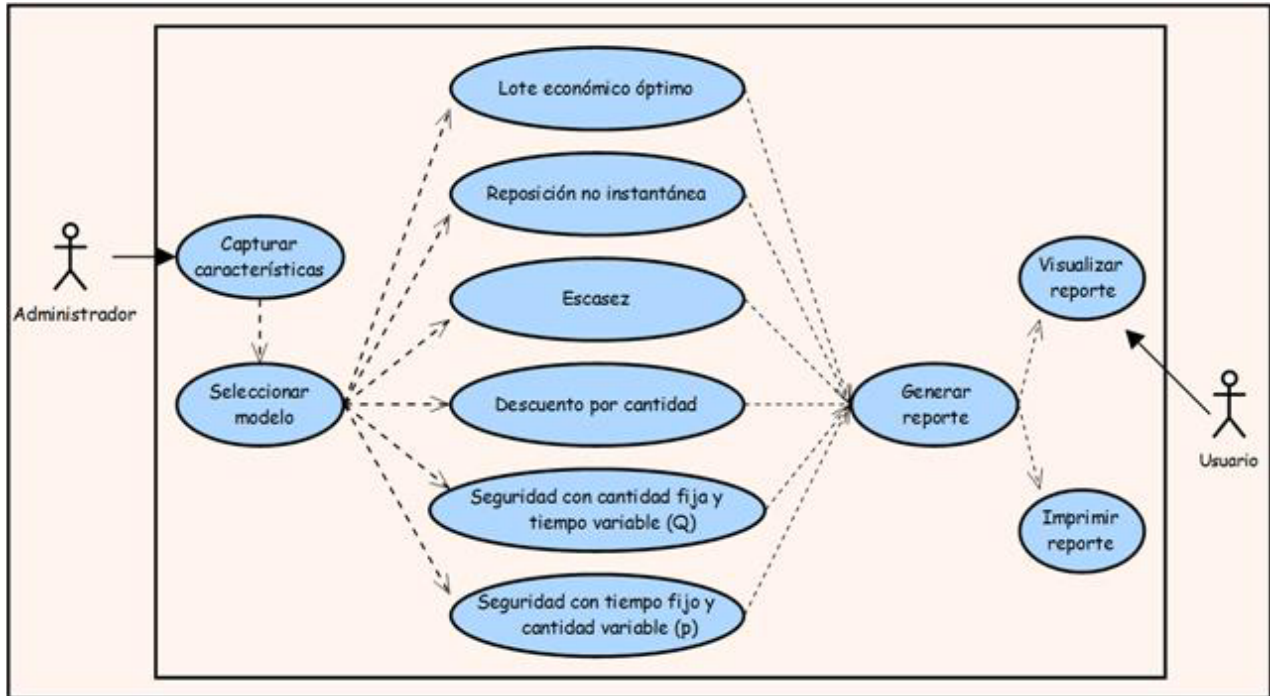 Lote económico óptimo
Reposición no instantánea
Capturar
características
Escasez
Visualizar
reporte
Administrador
Seleccionar
modelo
Descuento por cantidad
Generar
reporte
Usuario
Seguridad con cantidad fija y
tiempo variable (Q)
Imprimir
reporte
Seguridad con tiempo fijo y
cantidad variable (p)